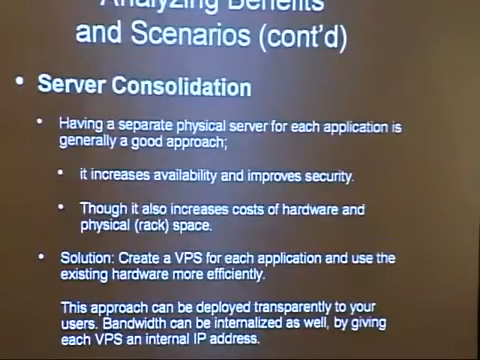 Analyzing Benefits
and Scenarios (cont'd)
• Server Consolidation
• Having a separate physical server for each application is
generally a good approach;
• it increases availability and improves security.
• Though it also increases costs of hardware and
physical (rack) space.
• Solution: Create a VPS for each application and use the
existing hardware more efficiently.
This approach can be deployed transparently to your
users. Bandwidth can be internalized as well, by giving
each VPS an internal IP address.